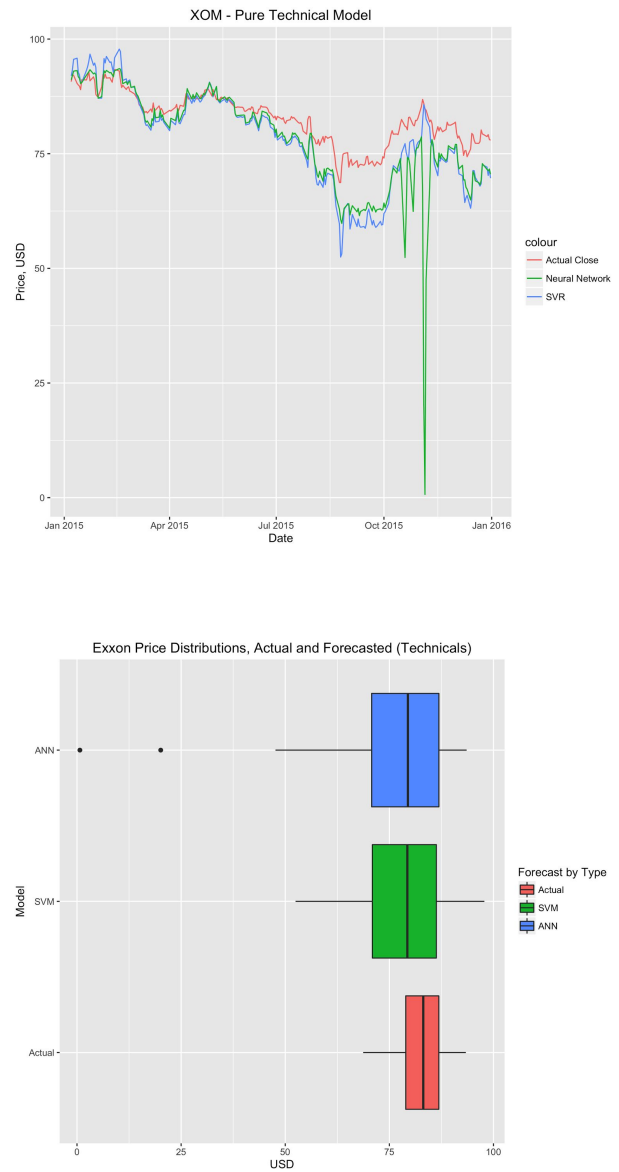 XOM - Pure Technical Model
100
75
50
25
0
Price, USD
Jan 2015 Apr 2015 Jul 2015 Oct 2015 Jan 2016
Date
colour
Actual Close
Neural Network
SVR
Exxon Price Distributions, Actual and Forecasted (Technicals)
ANN
SVM
Actual
Model
0 25 50 75 100
USD
Forecast by Type
Actual
SVM
ANN